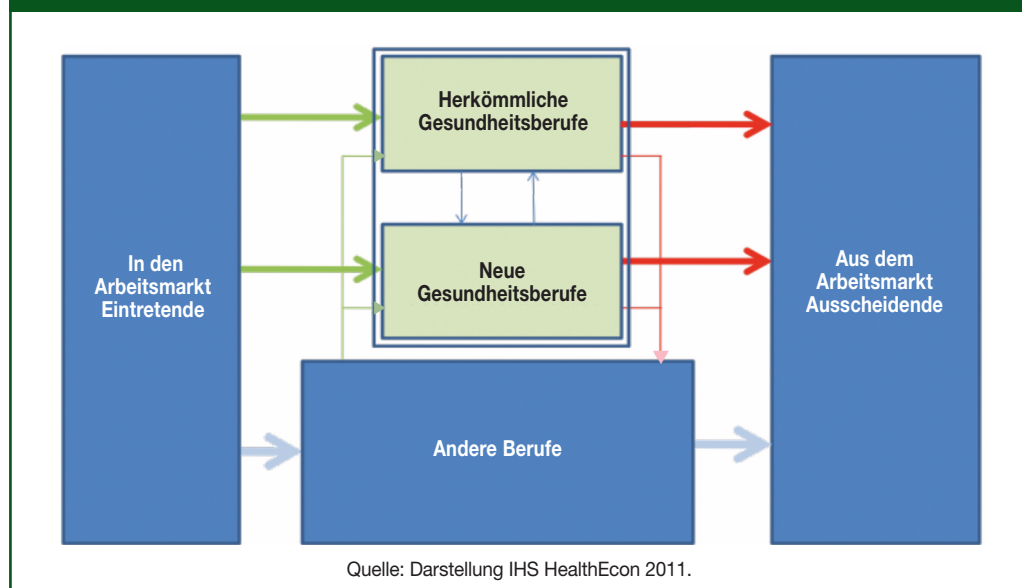 Herkömmliche
Gesundheitsberufe
In den
Arbeitsmarkt
Eintretende
Neue
Gesundheitsberufe
Aus dem
Arbeitsmarkt
Ausscheidende
Andere Berufe
Quelle: Darstellung IHS HealthEcon 2011.